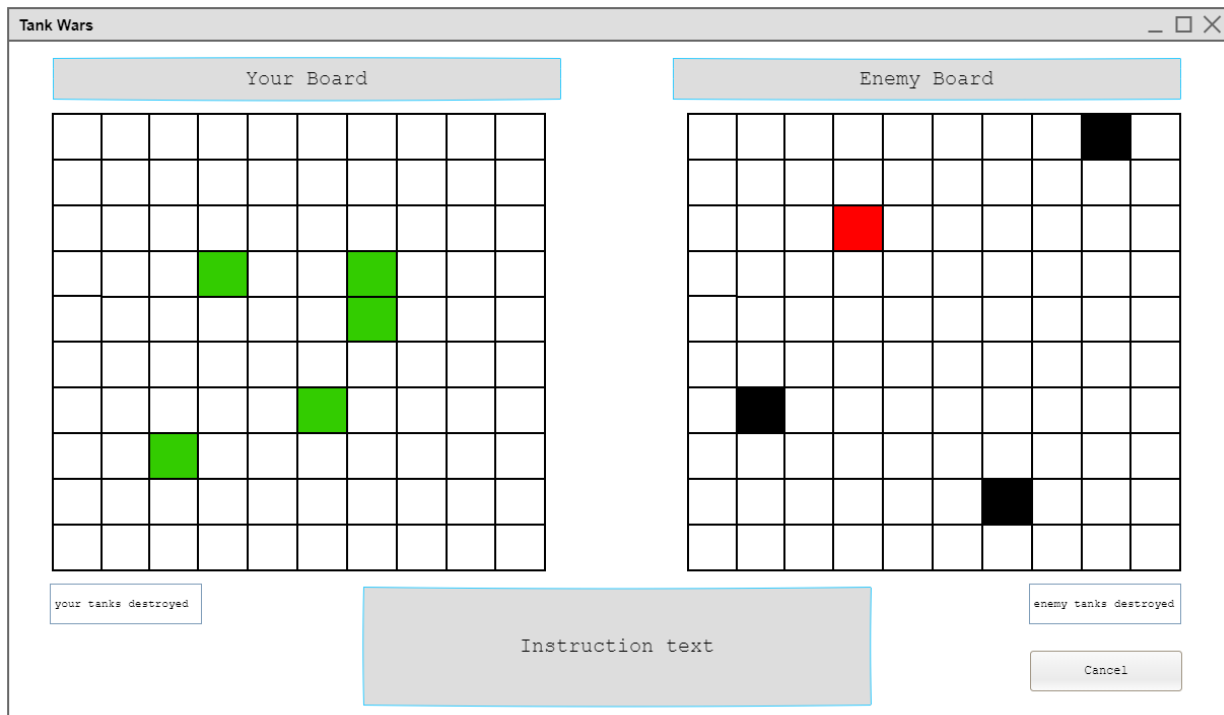 Tank Wars
Your Board
Enemy Board
your tanks destroyed
enemy tanks destroyed
Instruction text
Cancel